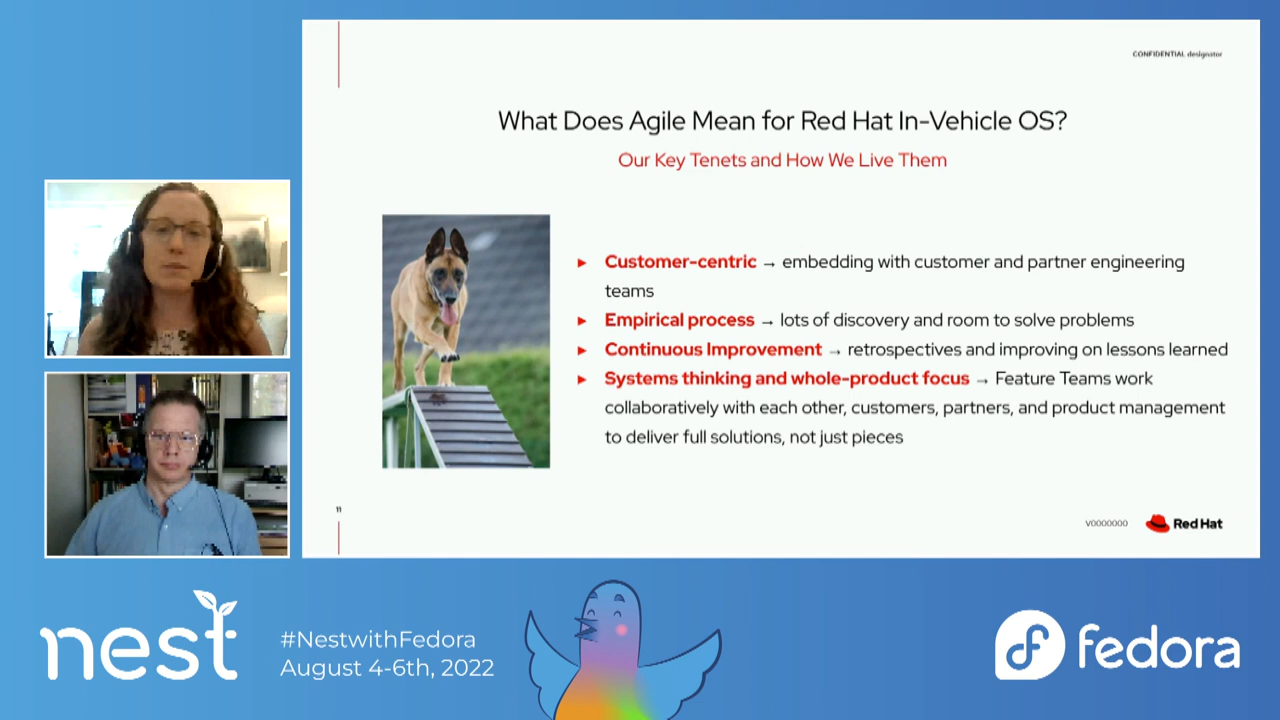 CONFIDENTIAL designator
What Does Agile Mean for Red Hat In-Vehicle OS?
Our Key Tenets and How We Live Them
► Customer-centric → embedding with customer and partner engineering
teams
► Empirical process → lots of discovery and room to solve problems
► Continuous Improvement → retrospectives and improving on lessons learned
► Systems thinking and whole-product focus → Feature Teams work
collaboratively with each other, customers, partners, and product management
to deliver full solutions, not just pieces
11
V0000000
Red Hat
nest
#NestwithFedora
August 4-6th, 2022
fedora